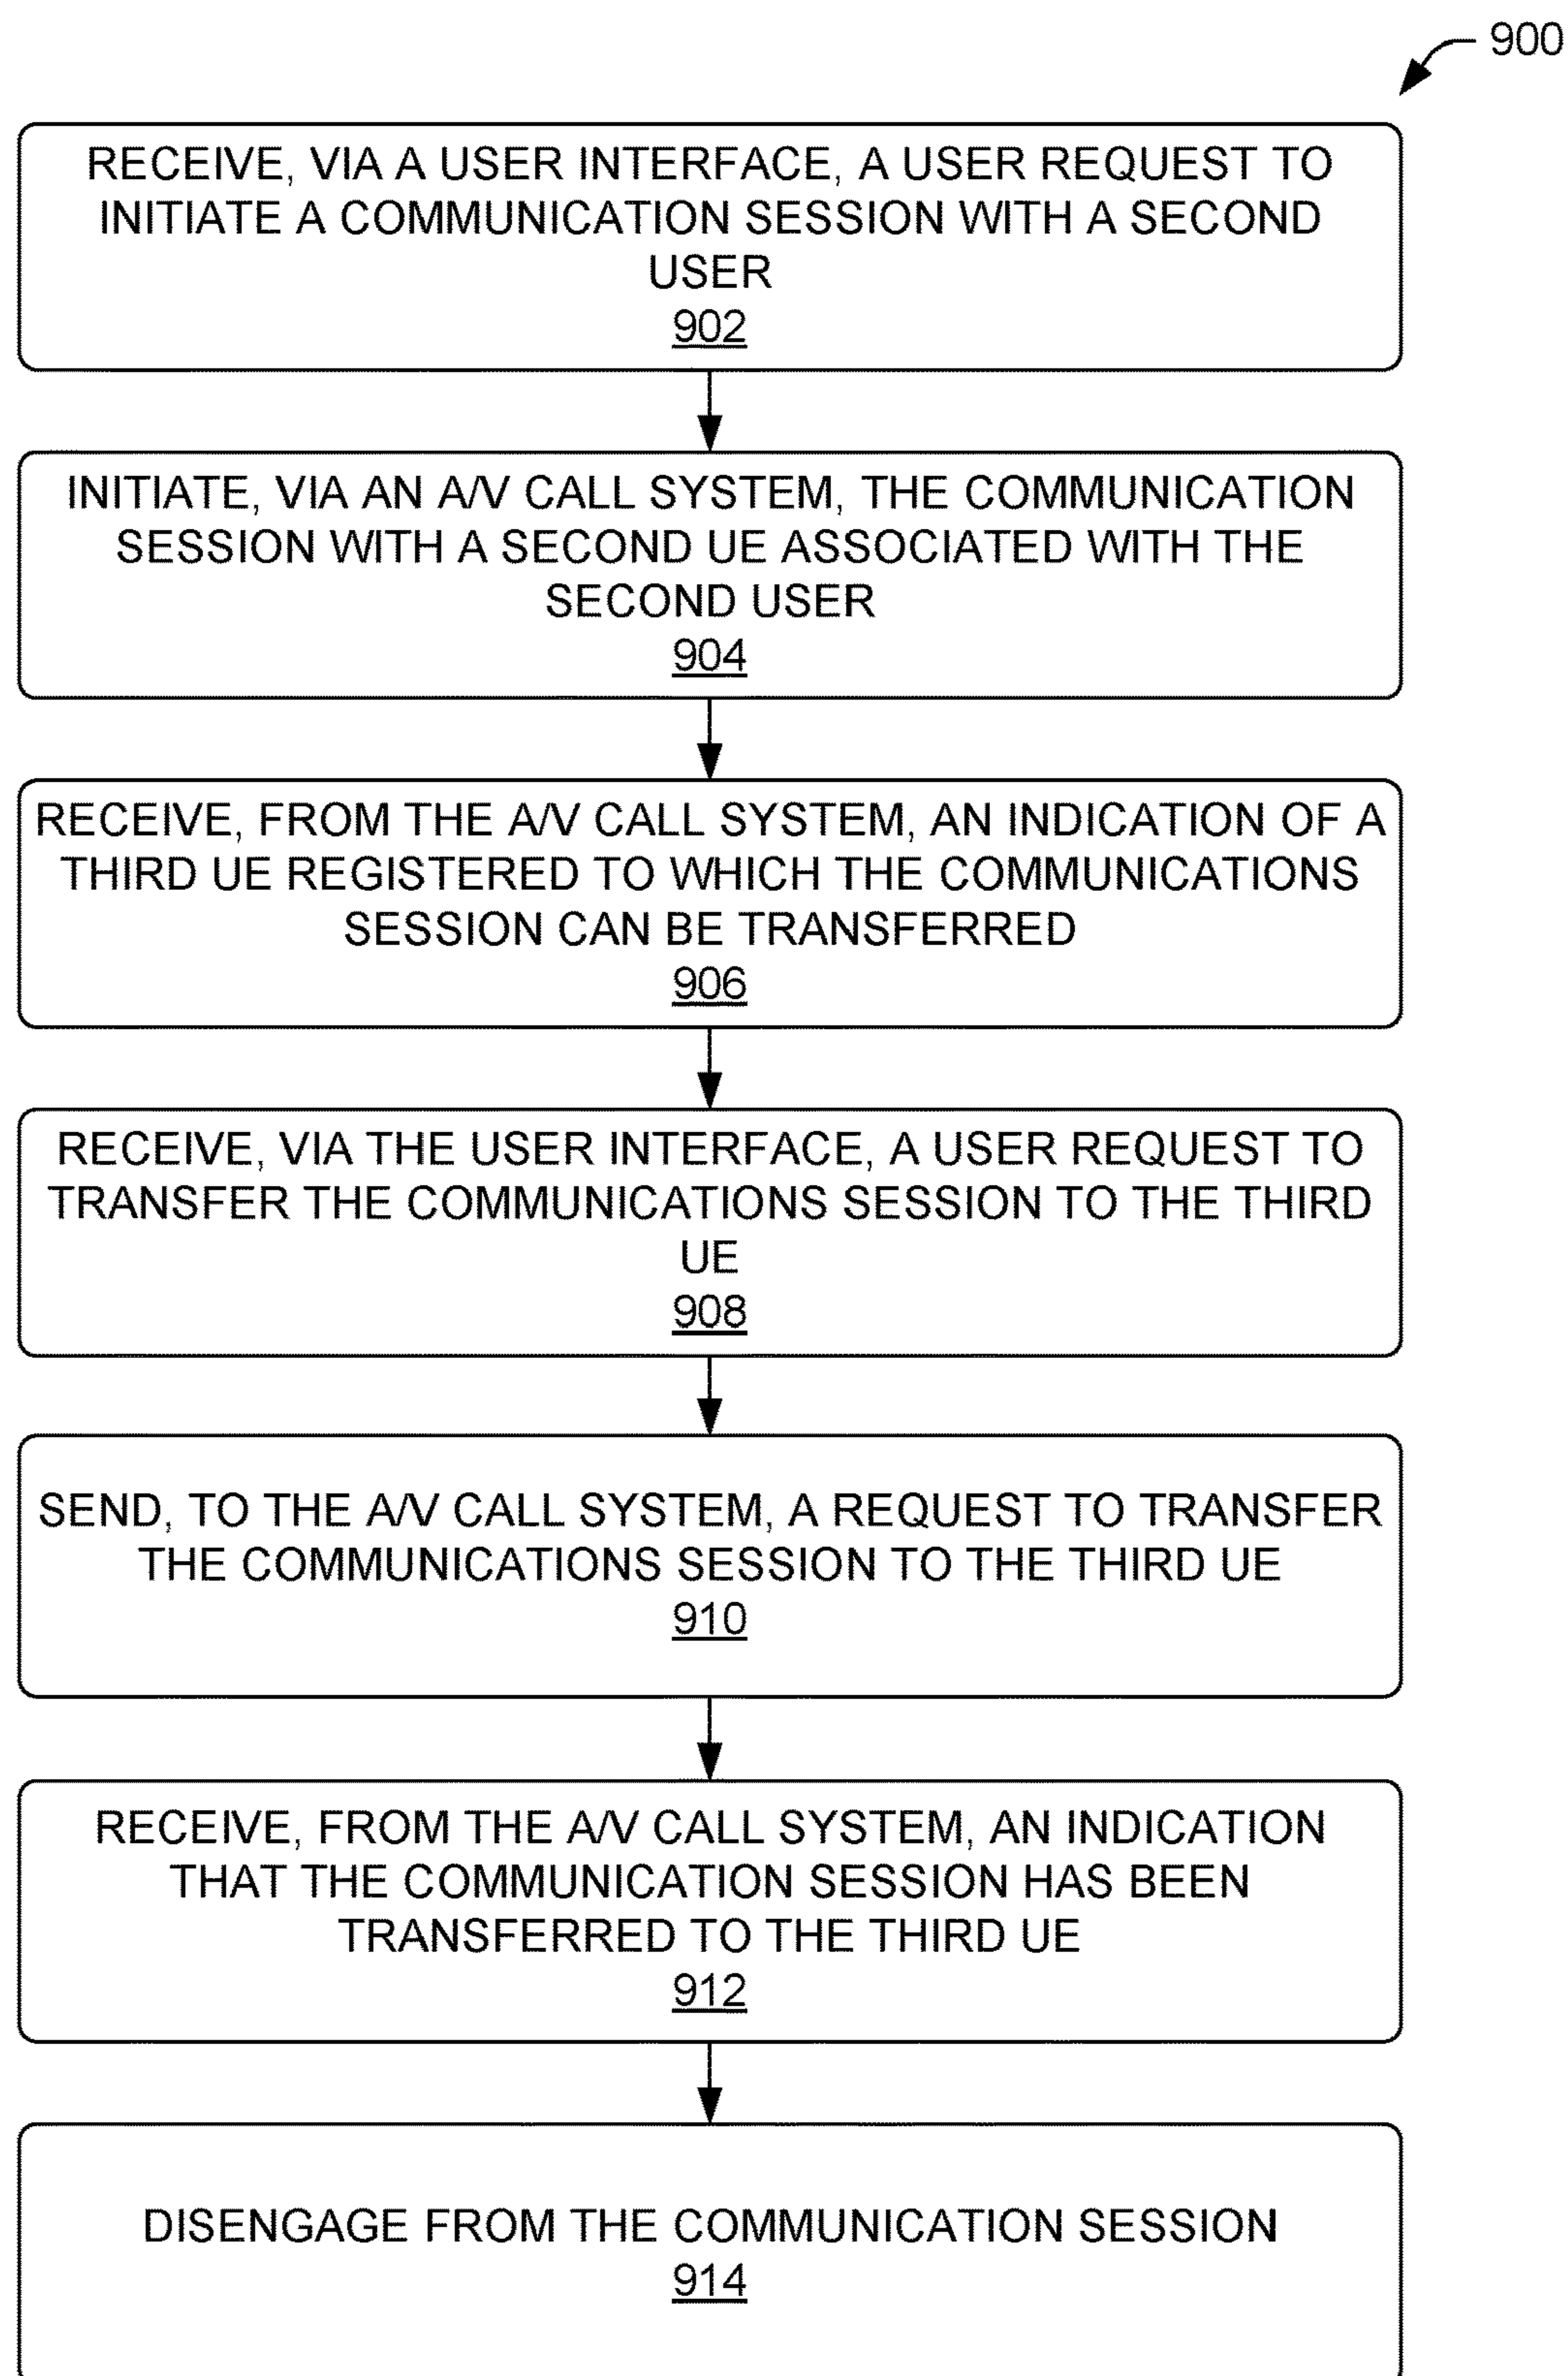 900
RECEIVE, VIA A USER INTERFACE, A USER REQUEST TO
INITIATE A COMMUNICATION SESSION WITH A SECOND
USER
902
INITIATE, VIA AN A/V CALL SYSTEM, THE COMMUNICATION
SESSION WITH A SECOND UE ASSOCIATED WITH THE
SECOND USER
904
RECEIVE, FROM THE A/V CALL SYSTEM, AN INDICATION OF A
THIRD UE REGISTERED TO WHICH THE COMMUNICATIONS
SESSION CAN BE TRANSFERRED
906
RECEIVE, VIA THE USER INTERFACE, A USER REQUEST TO
TRANSFER THE COMMUNICATIONS SESSION TO THE THIRD
UE
908
SEND, TO THE A/V CALL SYSTEM, A REQUEST TO TRANSFER
THE COMMUNICATIONS SESSION TO THE THIRD UE
910
RECEIVE, FROM THE A/V CALL SYSTEM, AN INDICATION
THAT THE COMMUNICATION SESSION HAS BEEN
TRANSFERRED TO THE THIRD UE
912
DISENGAGE FROM THE COMMUNICATION SESSION
914